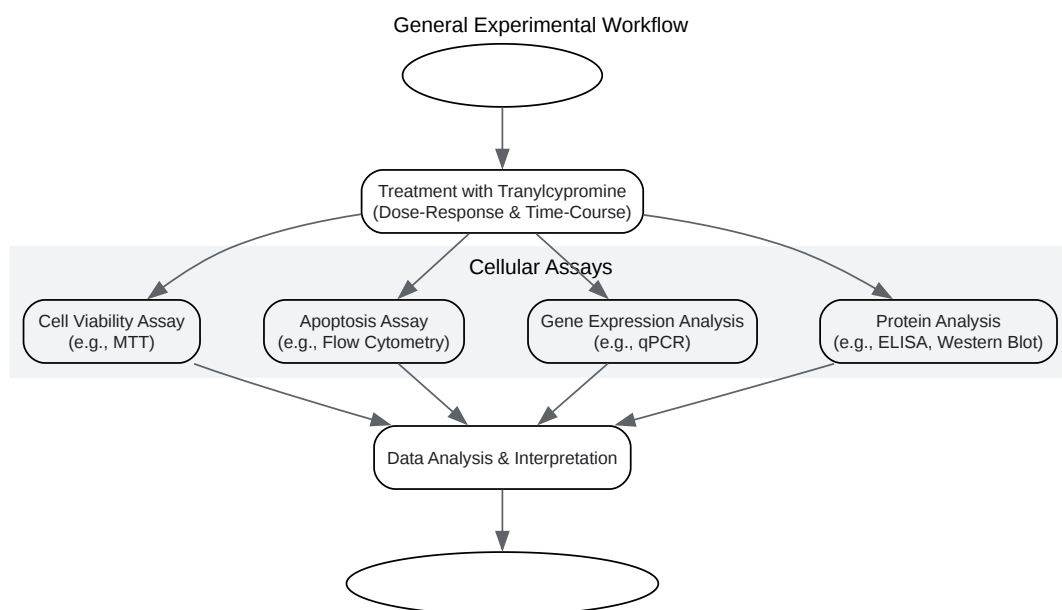 General Experimental Workflow
Treatment with Tranylcypromine
(Dose-Response & Time-Course)
Cellular Assays
Cell Viability Assay
(e.g., MTT)
Apoptosis Assay
(e.g., Flow Cytometry)
Gene Expression Analysis
(e.g., qPCR)
Protein Analysis
(e.g., ELISA, Western Blot)
Data Analysis & Interpretation